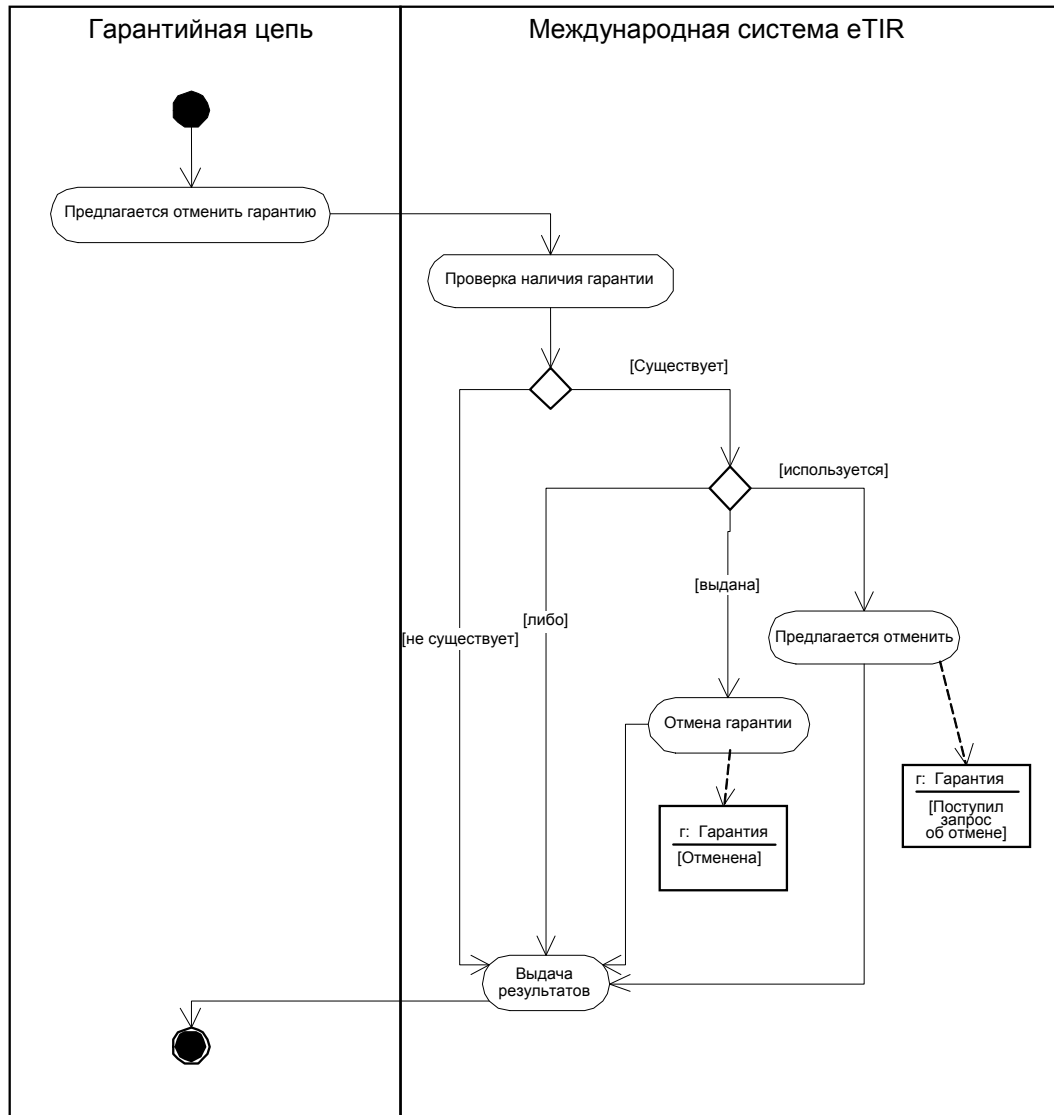 Гарантийная цепь
Международная система eTIR
Предлагается отменить гарантию
Проверка наличия гарантии
[Существует]
[используется]
[выдана]
[либо]
[не существует]
Предлагается отменить
Отмена гарантии
г: Гарантия
[Поступил
запрос
об отмене]
г: Гарантия
[Отменена]
Выдача
результатов